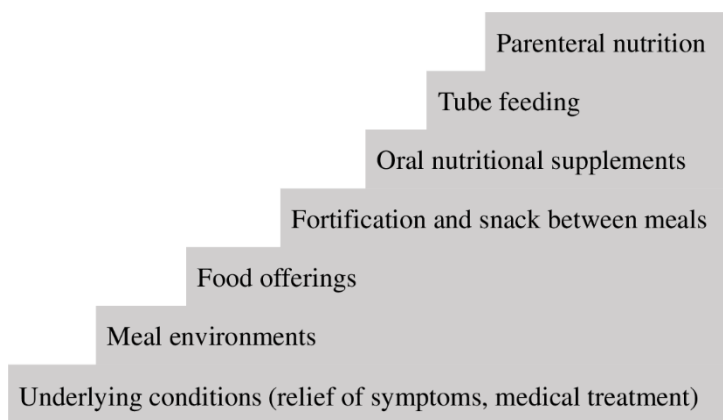 Parenteral nutrition
Tube feeding
Oral nutritional supplements
Fortification and snack between meals
Food offerings
Meal environments
Underlying conditions (relief of symptoms, medical treatment)